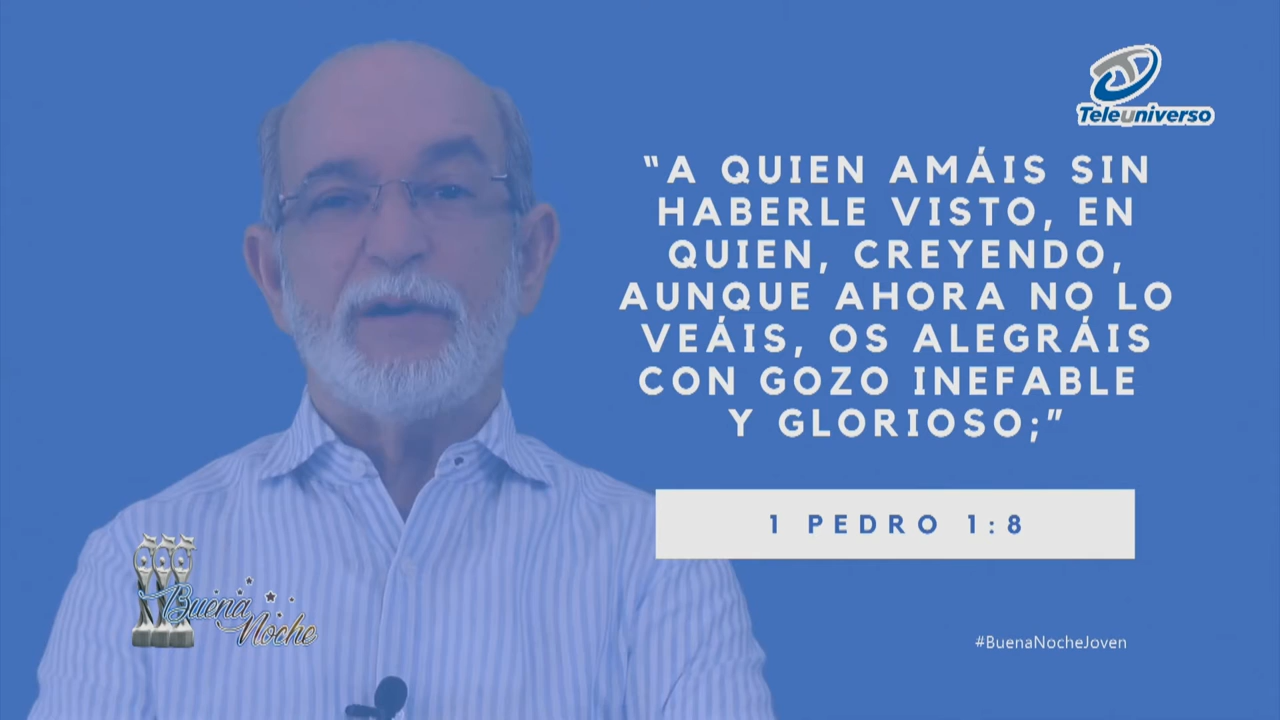 Teleuniverso
“A QUIEN AMÁIS SIN
HABERLE VISTO, EN
QUIEN, CREYENDO,
AUNQUE AHORA NO LO
VEÁIS, OS ALEGRÁIS
CON GOZO INEFABLE
Y GLORIOSO;”
1 PEDRO 1:8
Buena
Noche
#BuenaNocheJoven